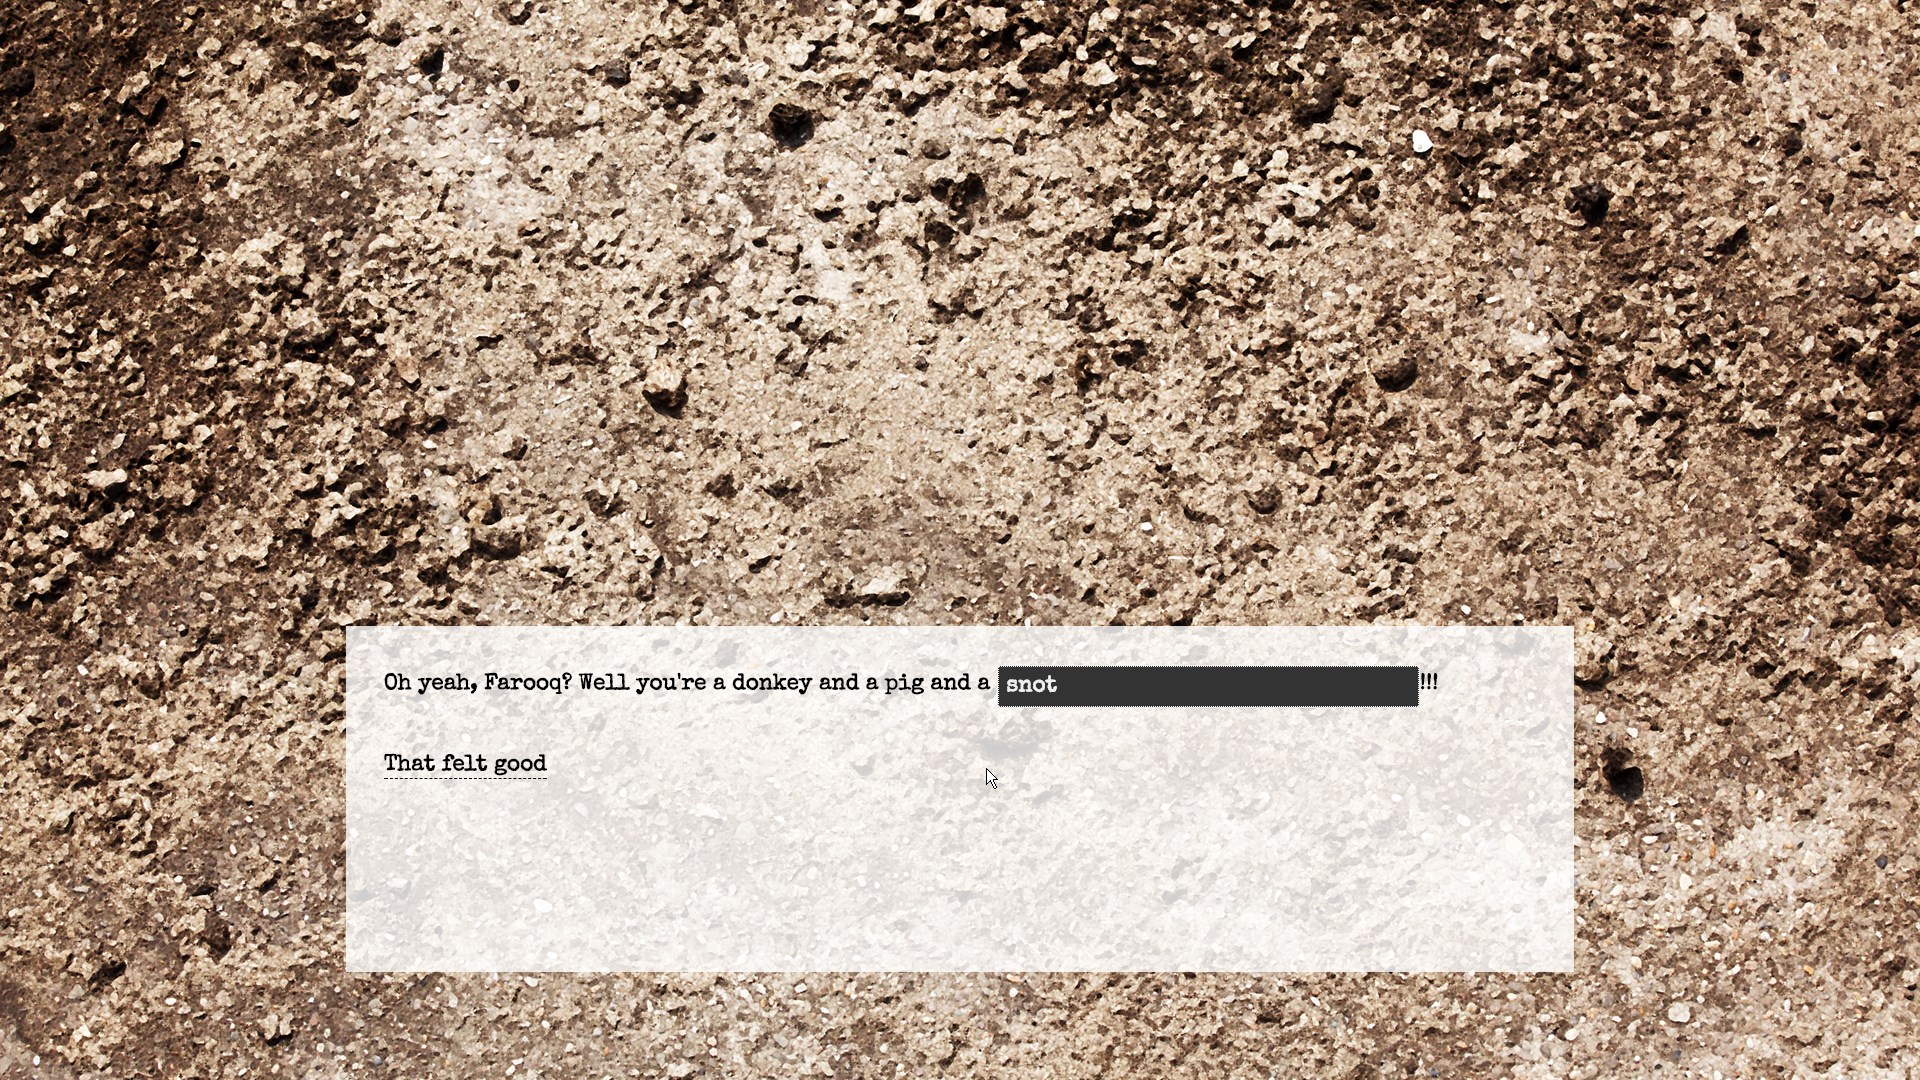 Oh yeah, Farooq? Well you're a donkey and a pig and a snot!!!
That felt good